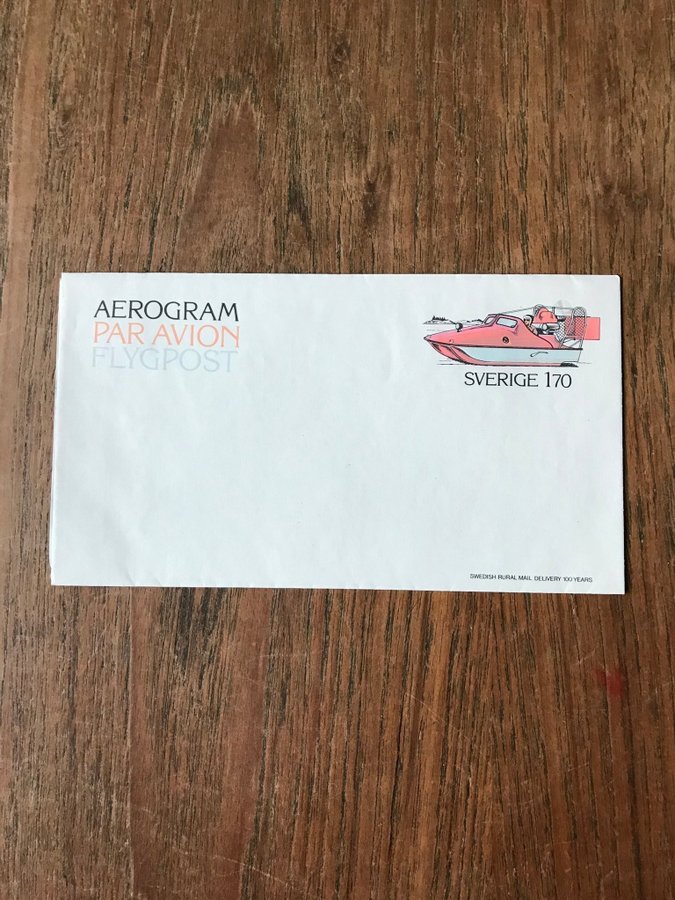 AEROGRAM
PAR AVION
FLYGPOST
SVERIGE 170
SWEDISH RURAL MAIL DELIVERY 100 YEARS